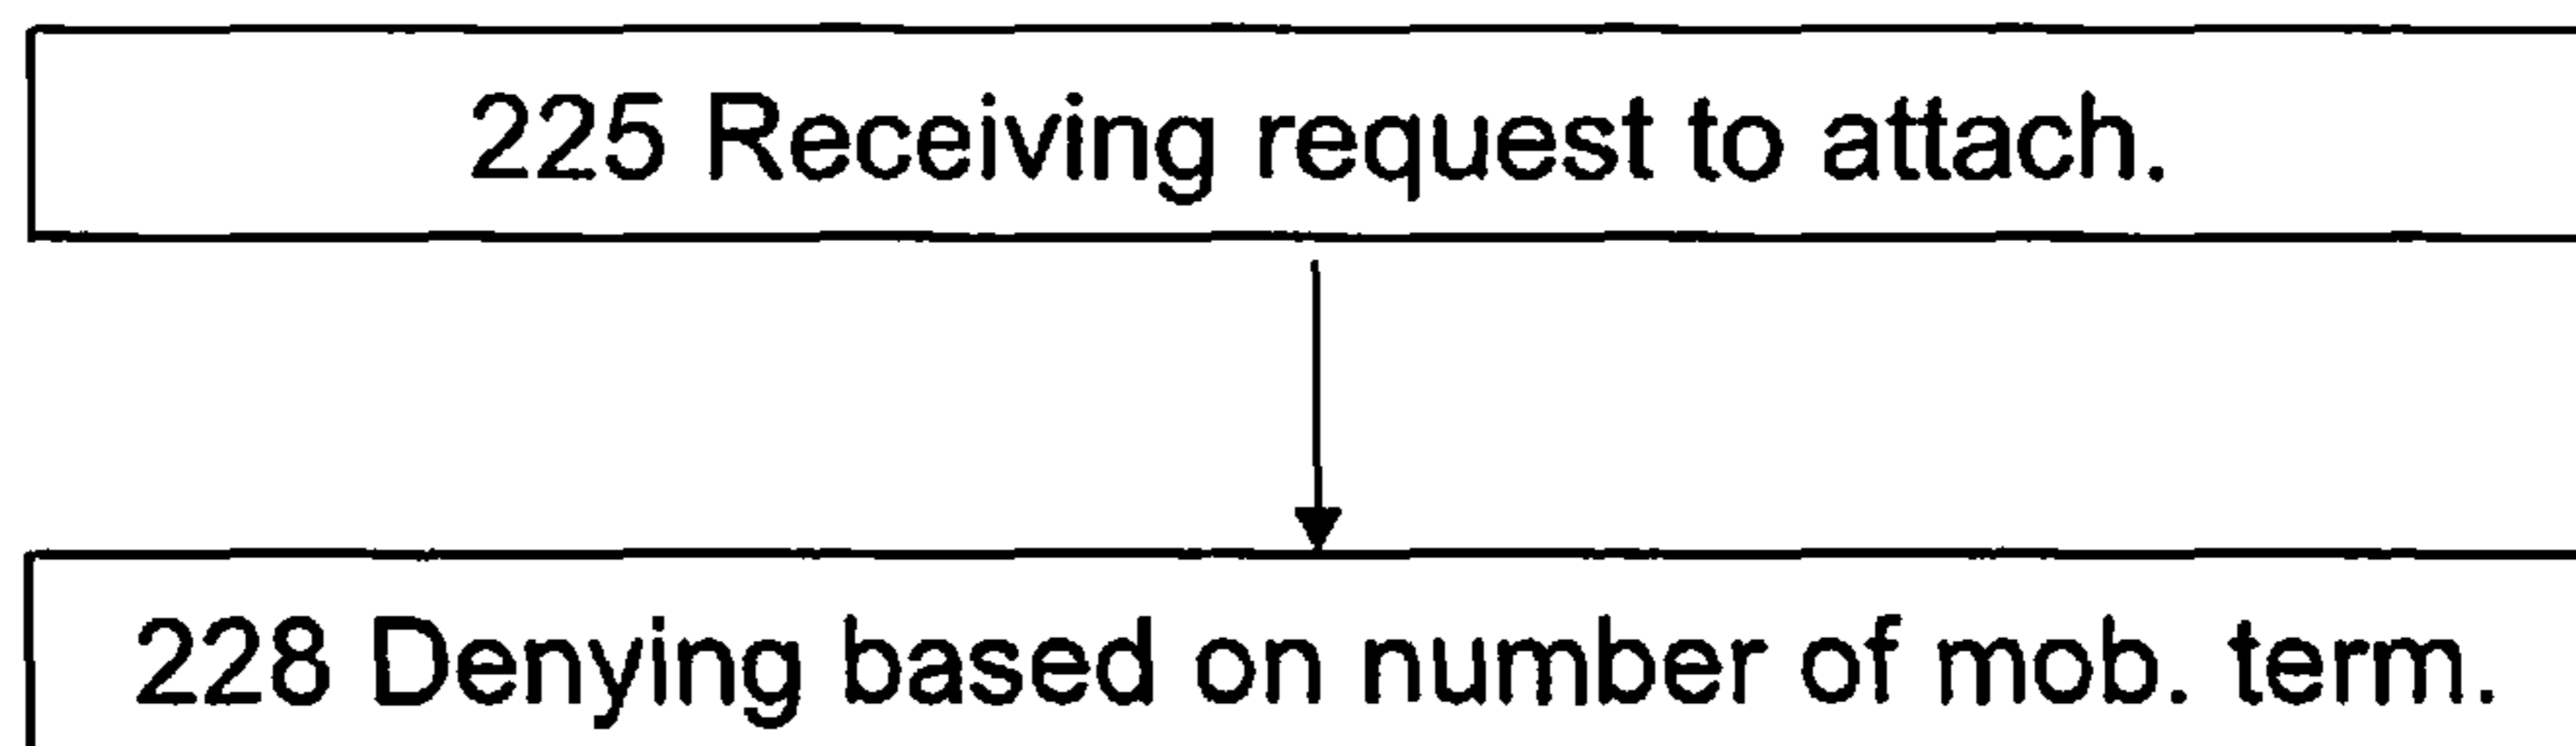 225 Receiving request to attach.
228 Denying based on number of mob. term.